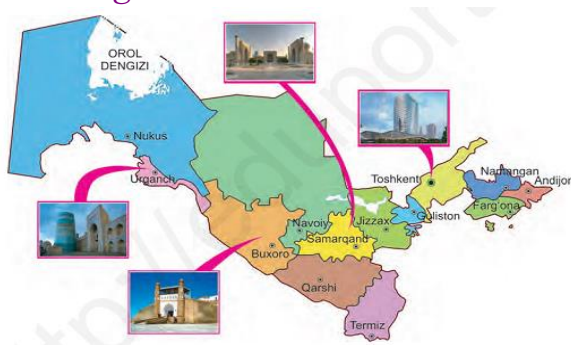 OROL
DENGIZI
Nukus
Urganch
Toshkent
Namangan
Andijon
Farg'ona
Guliston
Jizzax
Navoiy
Samarqand
Buxoro
Qarshi
Termiz